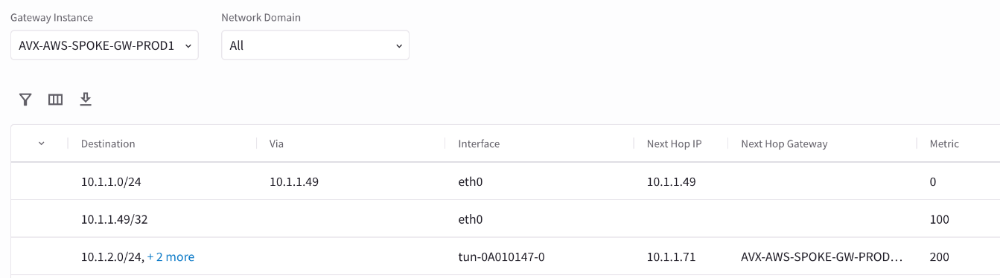 Gateway Instance Network Domain
AVX-AWS-SPOKE-GW-PROD1 All
Destination Via Interface Next Hop IP Next Hop Gateway Metric
10.1.1.0/24 10.1.1.49 eth0 10.1.1.49 0
10.1.1.49/32 eth0 100
10.1.2.0/24, + 2 more tun-0A010147-0 10.1.1.71 AVX-AWS-SPOKE-GW-PROD... 200